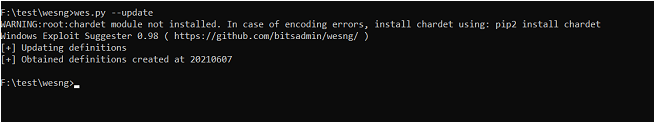 F:\test\wesng>wes.py --update
WARNING:root:chardet module not installed. In case of encoding errors, install chardet using: pip2 install chardet
Windows Exploit Suggester 0.98 ( https://github.com/bitsadmin/wesng/ )
[+] Updating definitions
[+] Obtained definitions created at 20210607
F:\test\wesng>